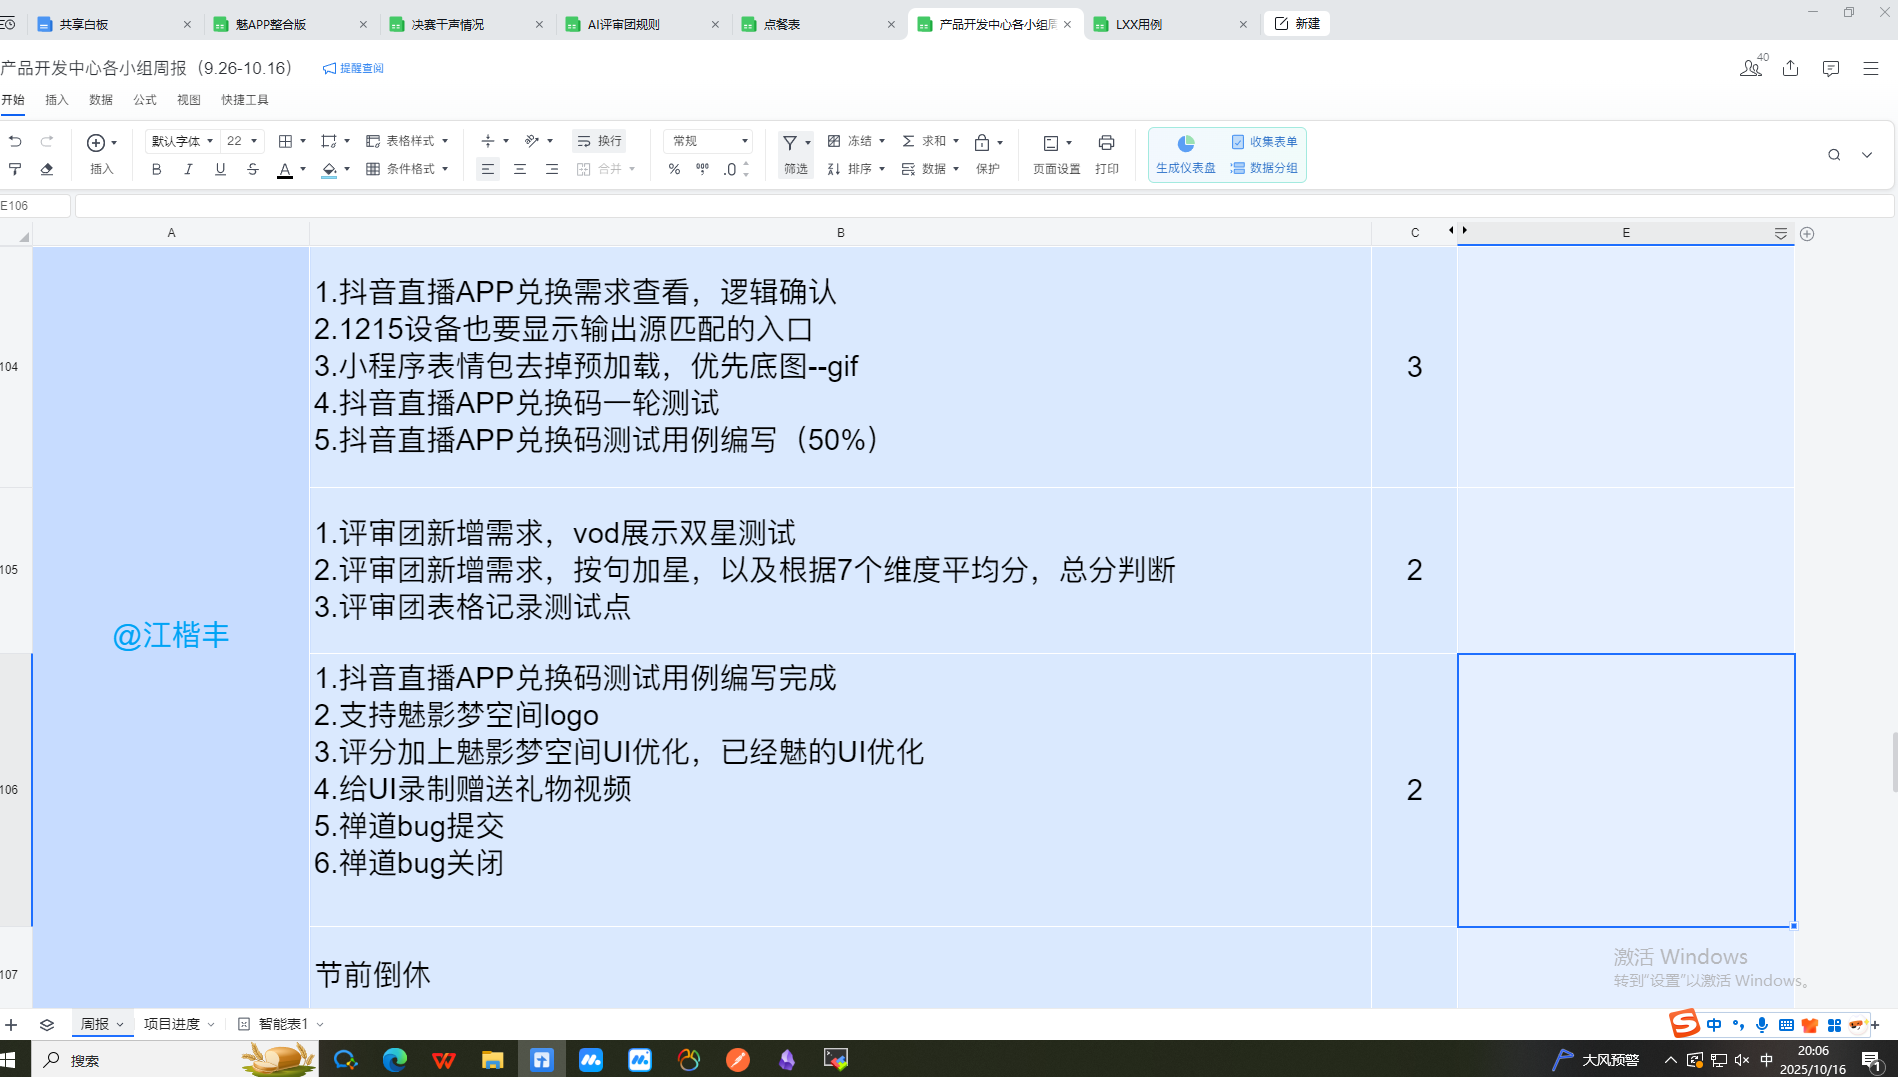 共享白板
魅APP整合版
决赛干声情况
AI评审团规则
点餐表
产品开发中心各小组周
LXX用例
新建
产品开发中心各小组周报（9.26-10.16）
提醒查阅
40
开始 插入 数据 公式 视图 快捷工具
默认字体 22 表格样式 换行 常规 冻结 求和 收集表单
插入 B I U S A 条件格式 合并 % .0 筛选 排序 数据 保护 页面设置 打印 生成仪表盘 数据分组
E106
A B C E
104
1.抖音直播APP兑换需求查看，逻辑确认
2.1215设备也要显示输出源匹配的入口
3.小程序表情包去掉预加载，优先底图--gif
4.抖音直播APP兑换码一轮测试
5.抖音直播APP兑换码测试用例编写（50%）
3
105
1.评审团新增需求，vod展示双星测试
2.评审团新增需求，按句加星，以及根据7个维度平均分，总分判断
3.评审团表格记录测试点
2
@江楷丰
106
1.抖音直播APP兑换码测试用例编写完成
2.支持魅影梦空间logo
3.评分加上魅影梦空间UI优化，已经魅的UI优化
4.给UI录制赠送礼物视频
5.禅道bug提交
6.禅道bug关闭
2
107
节前倒休
激活 Windows
转到"设置"以激活 Windows。
周报 项目进度 智能表1
中
搜索
大风预警
中
20:06
2025/10/16
1